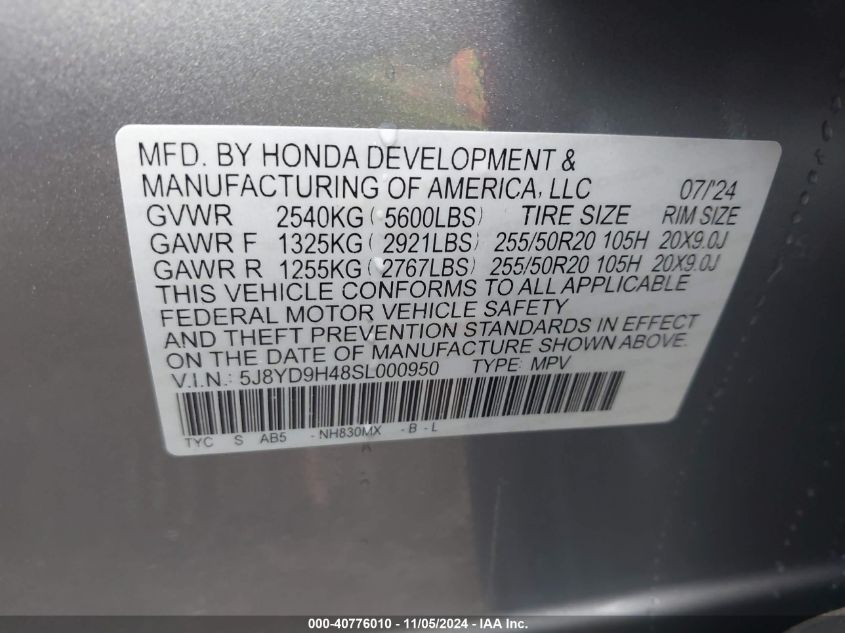 MFD. BY HONDA DEVELOPMENT &
MANUFACTURING OF AMERICA, LLC 07/'24
GVWR 2540KG( 5600LBS) TIRE SIZE RIM SIZE
GAWR F 1325KG( 2921LBS) 255/50R20 105H 20X9.0J
GAWR R 1255KG( 2767LBS) 255/50R20 105H 20X9.0J
THIS VEHICLE CONFORMS TO ALL APPLICABLE
FEDERAL MOTOR VEHICLE SAFETY
AND THEFT PREVENTION STANDARDS IN EFFECT
ON THE DATE OF MANUFACTURE SHOWN ABOVE.
V.I.N.: 5J8YD9H48SL000950 TYPE: MPV
TYC S AB5 -NH830MX -B-L
000-40776010 - 11/05/2024 - IAA Inc.